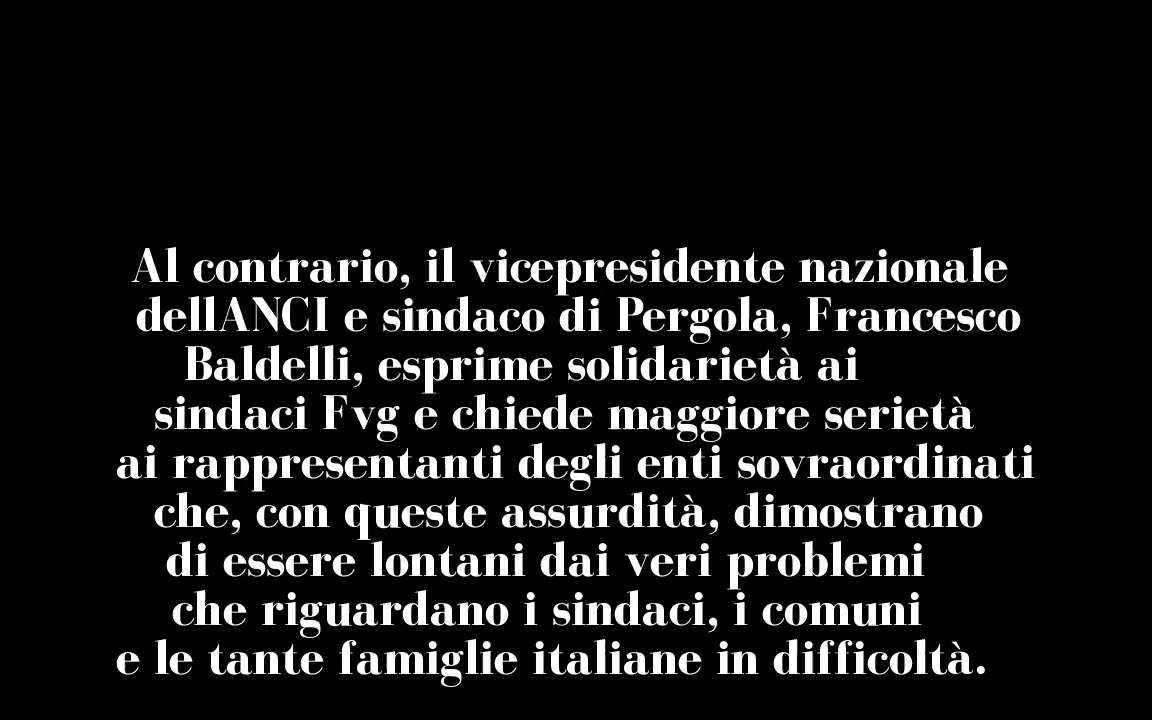 Al contrario, il vicepresidente nazionale
dellANCI e sindaco di Pergola, Francesco
Baldelli, esprime solidarietà ai
sindaci Fvg e chiede maggiore serietà
ai rappresentanti degli enti sovraordinati
che, con queste assurdità, dimostrano
di essere lontani dai veri problemi
che riguardano i sindaci, i comuni
e le tante famiglie italiane in difficoltà.